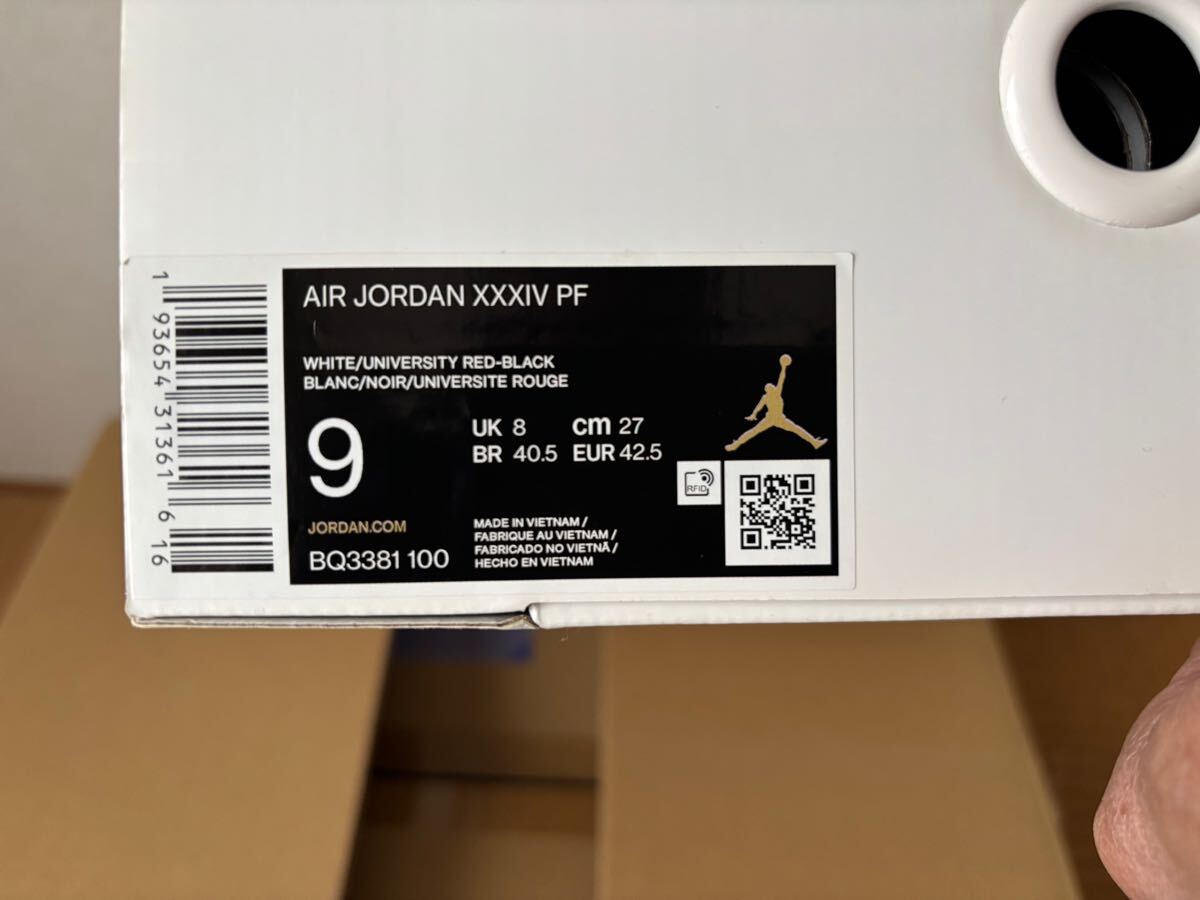 AIR JORDAN XXXIV PF
WHITE/UNIVERSITY RED-BLACK
BLANC/NOIR/UNIVERSITE ROUGE
9
UK 8 cm 27
BR 40.5 EUR 42.5
RFID
JORDAN.COM
BQ3381 100
MADE IN VIETNAM /
FABRIQUE AU VIETNAM /
FABRICADO NO VIETNÃ /
HECHO EN VIETNAM
1 93654 31361 6 16